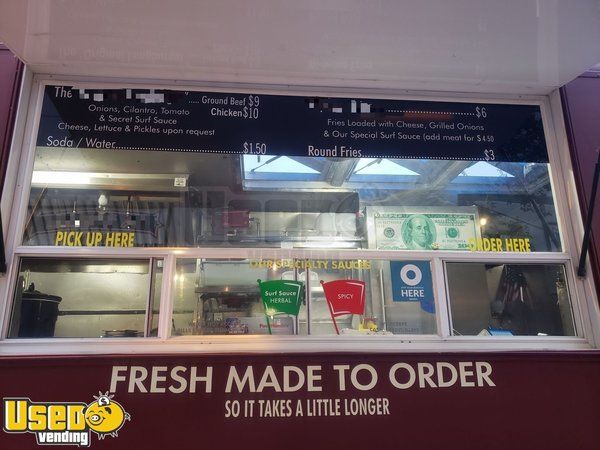 The ..... Ground Beef $9
Chicken $10
Onions, Cilantro, Tomato
& Secret Surf Sauce
Cheese, Lettuce & Pickles upon request
Soda / Water $1.50
$6
Fries Loaded with Cheese, Grilled Onions
& Our Special Surf Sauce (add meat for $4.50
Round Fries $3
PICK UP HERE
ORDER HERE
OUR SPECIALTY SAUCES
Surf Sauce
HERBAL
SPICY
HERE
FRESH MADE TO ORDER
SO IT TAKES A LITTLE LONGER
USED
vending